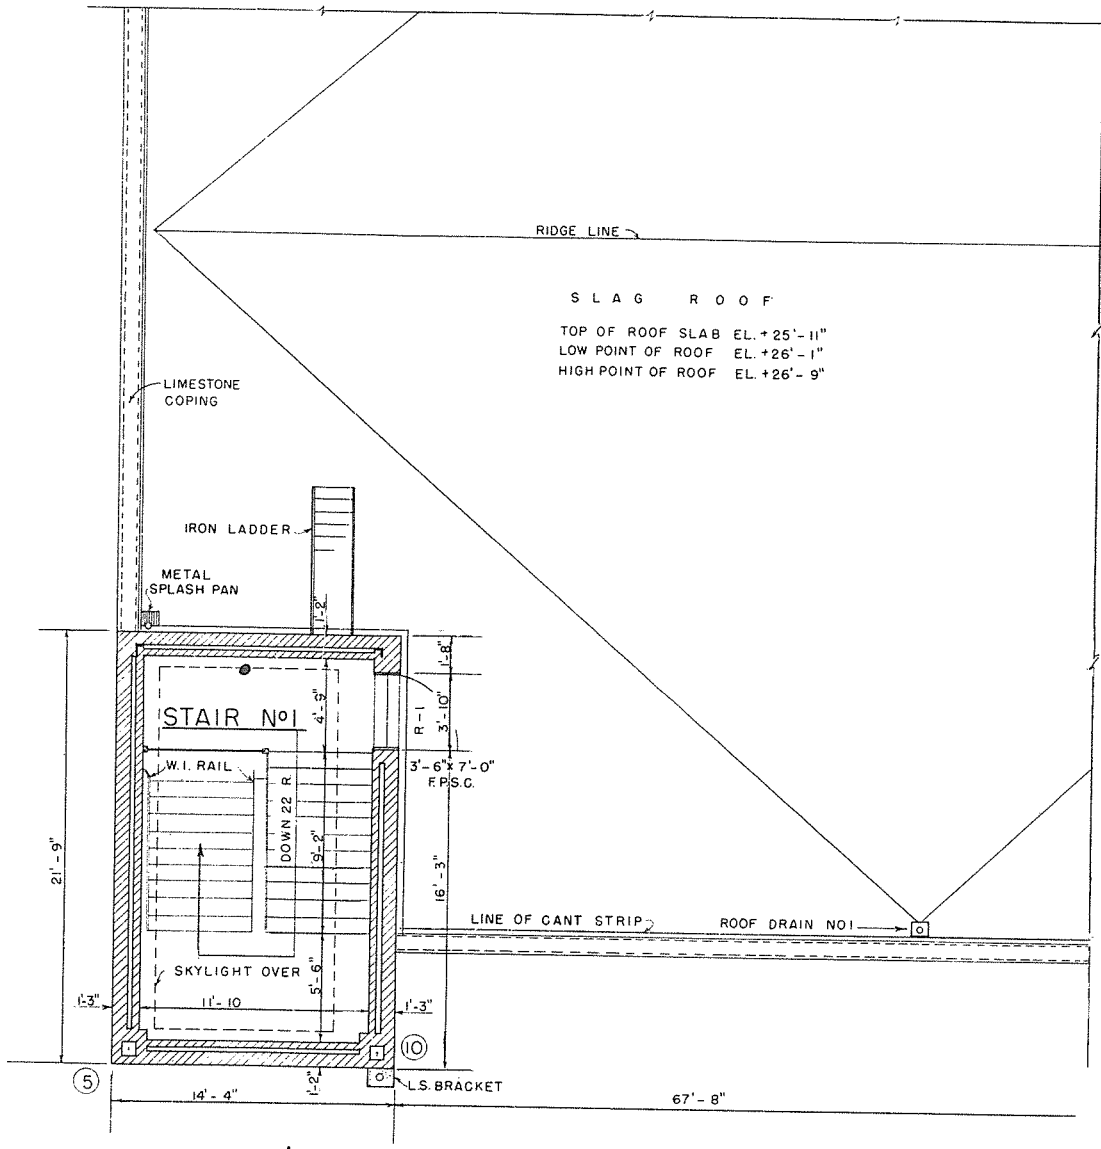 RIDGE LINE
SLAG ROOF
TOP OF ROOF SLAB EL. +25'-11"
LOW POINT OF ROOF EL. +26'-1"
HIGH POINT OF ROOF EL. +26'-9"
LIMESTONE
COPING
IRON LADDER
METAL
SPLASH PAN
1'-2"
1'-8"
STAIR No1
4'-9"
R-1
3'-10"
W.I. RAIL
3'-6" x 7'-0"
F.P.S.C.
DOWN 22 R.
9'-2"
21'-9"
16'-3"
LINE OF CANT STRIP
ROOF DRAIN NO1
SKYLIGHT OVER
5'-6"
1'-3"
11'-10
1'-3"
10
5
1'-2"
L.S. BRACKET
14'-4"
67'-8"